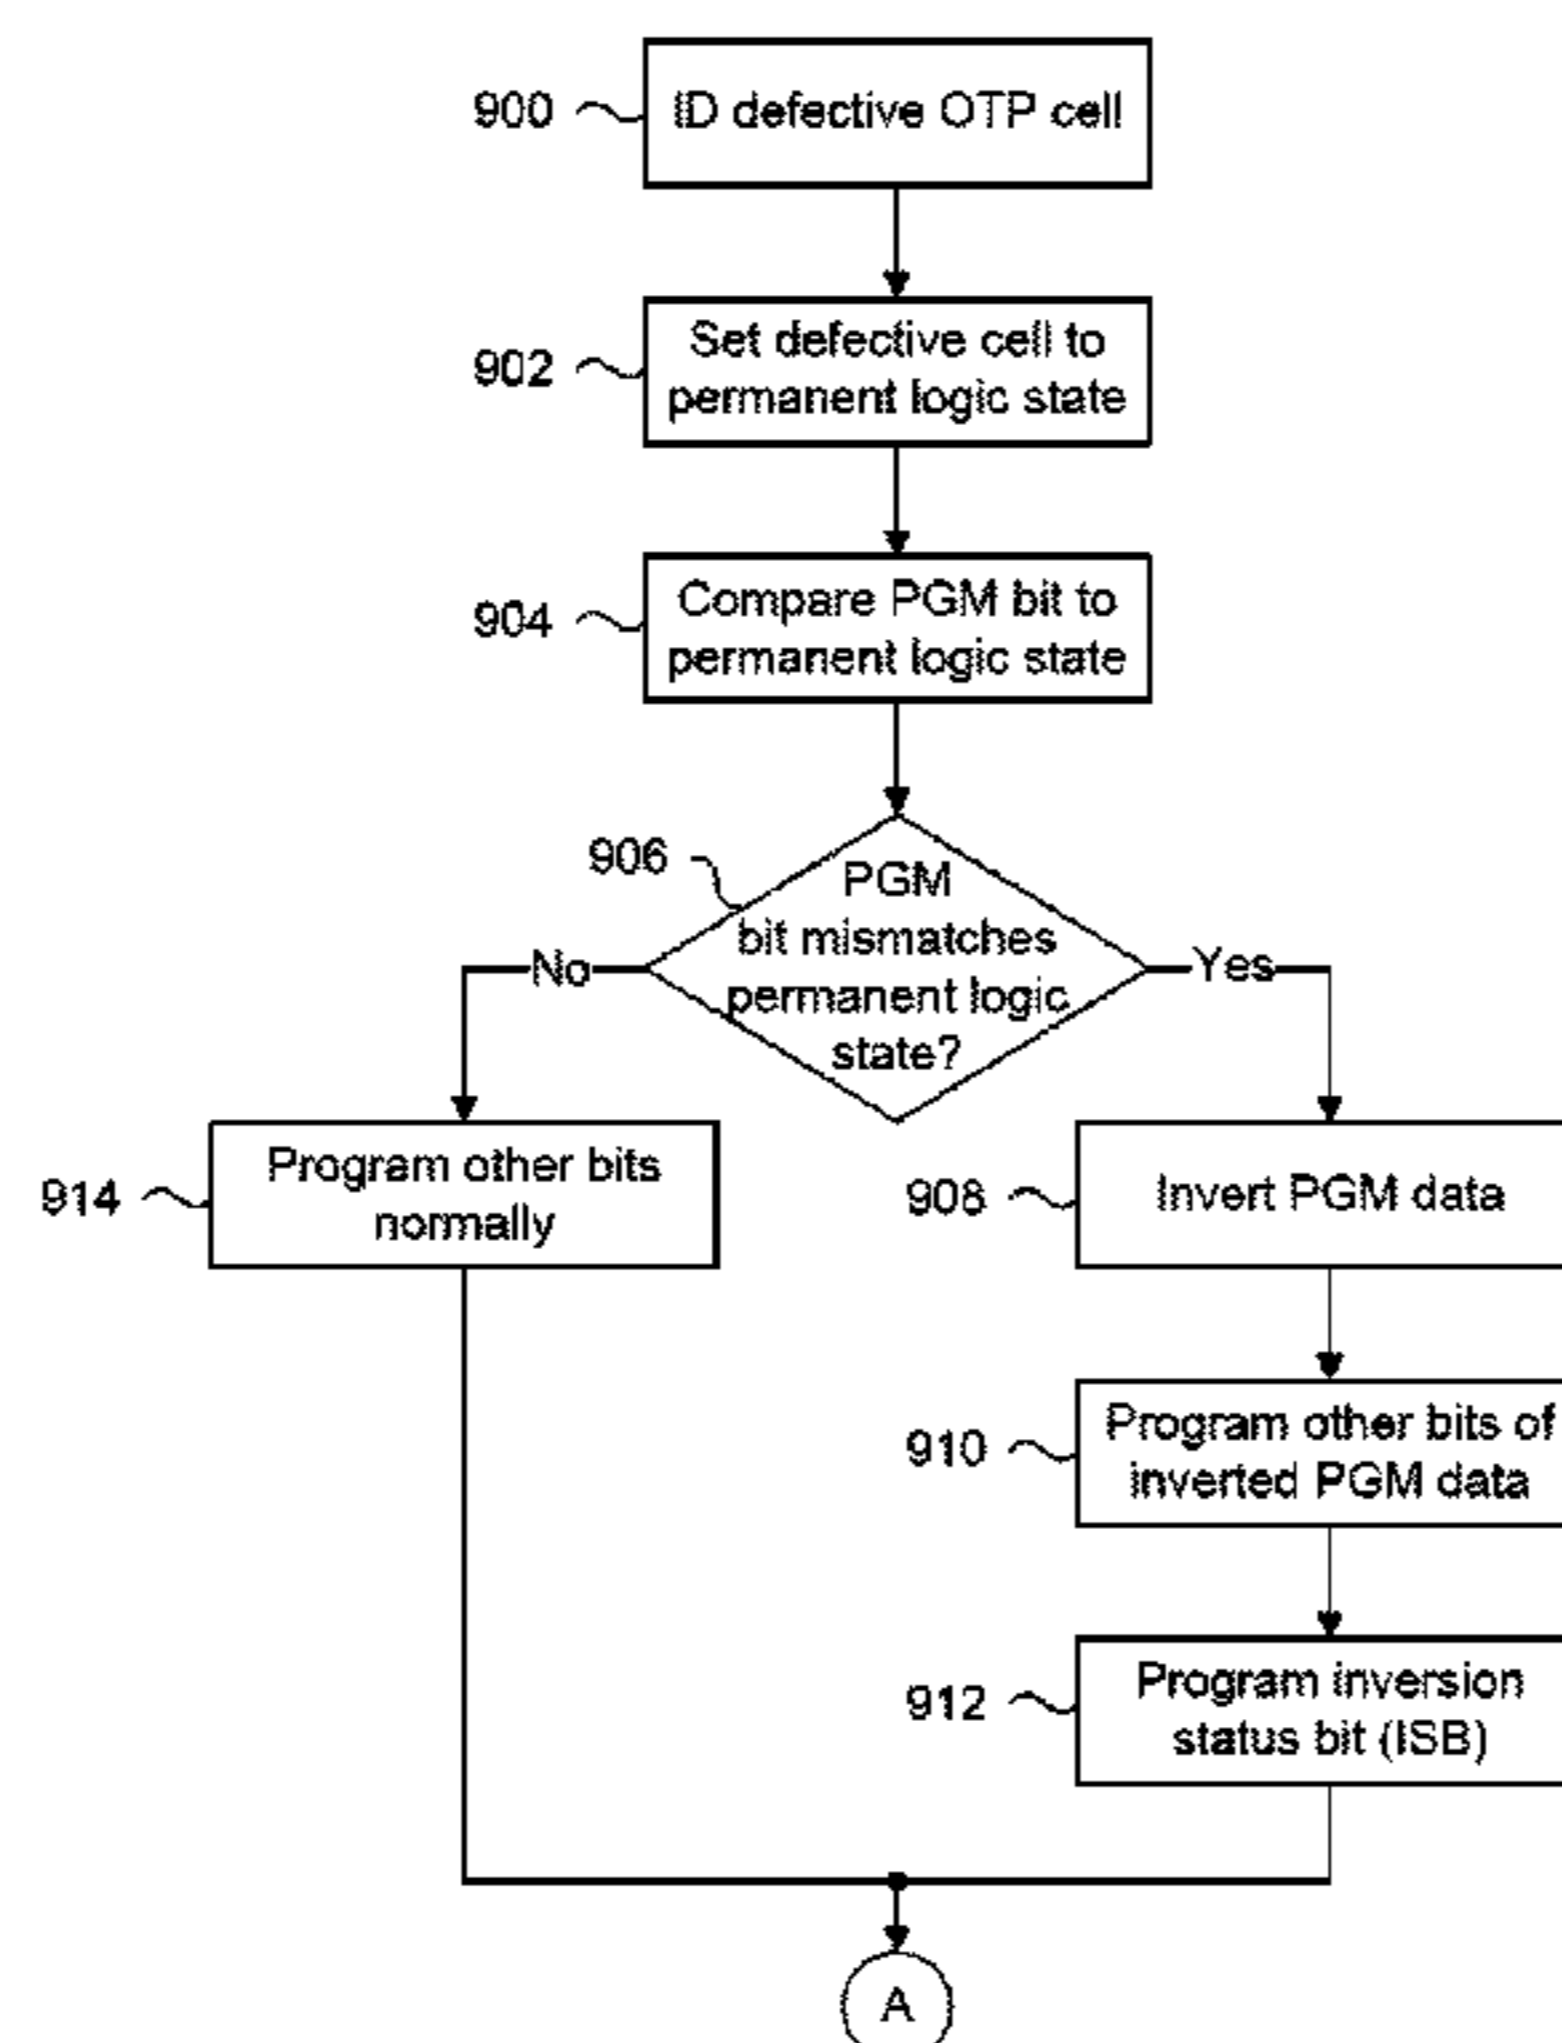 900
ID defective OTP cell
902
Set defective cell to
permanent logic state
904
Compare PGM bit to
permanent logic state
906
PGM
bit mismatches
permanent logic
state?
No
Yes
914
Program other bits
normally
908
Invert PGM data
910
Program other bits of
inverted PGM data
912
Program inversion
status bit (ISB)
A